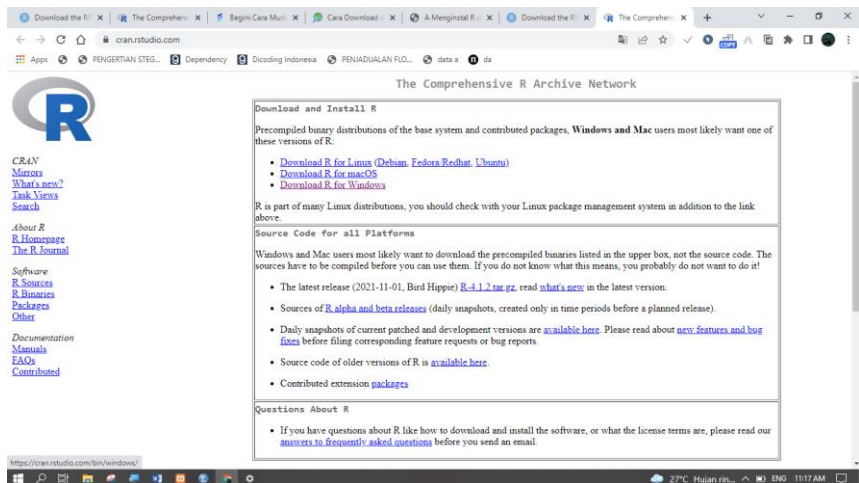 Download the RS
The Comprehens
Begini Cara Mud
Cara Download d
A Menginstal R d
Download the RS
The Comprehens
cran.rstudio.com
Apps
PENGERTIAN STEG...
Dependency
Dicoding Indonesia
PENJADUALAN FLO...
data a
da
COPY
R
CRAN
Mirrors
What's new?
Task Views
Search
About R
R Homepage
The R Journal
Software
R Sources
R Binaries
Packages
Other
Documentation
Manuals
FAQs
Contributed
The Comprehensive R Archive Network
Download and Install R
Precompiled binary distributions of the base system and contributed packages, Windows and Mac users most likely want one of
these versions of R:
• Download R for Linux (Debian, Fedora/Redhat, Ubuntu)
• Download R for macOS
• Download R for Windows
R is part of many Linux distributions, you should check with your Linux package management system in addition to the link
above.
Source Code for all Platforms
Windows and Mac users most likely want to download the precompiled binaries listed in the upper box, not the source code. The
sources have to be compiled before you can use them. If you do not know what this means, you probably do not want to do it!
• The latest release (2021-11-01, Bird Hippie) R-4.1.2.tar.gz, read what's new in the latest version.
• Sources of R alpha and beta releases (daily snapshots, created only in time periods before a planned release).
• Daily snapshots of current patched and development versions are available here. Please read about new features and bug
fixes before filing corresponding feature requests or bug reports.
• Source code of older versions of R is available here.
• Contributed extension packages
Questions About R
• If you have questions about R like how to download and install the software, or what the license terms are, please read our
answers to frequently asked questions before you send an email.
https://cran.rstudio.com/bin/windows/
27°C Hujan rin...
ENG
11:17 AM